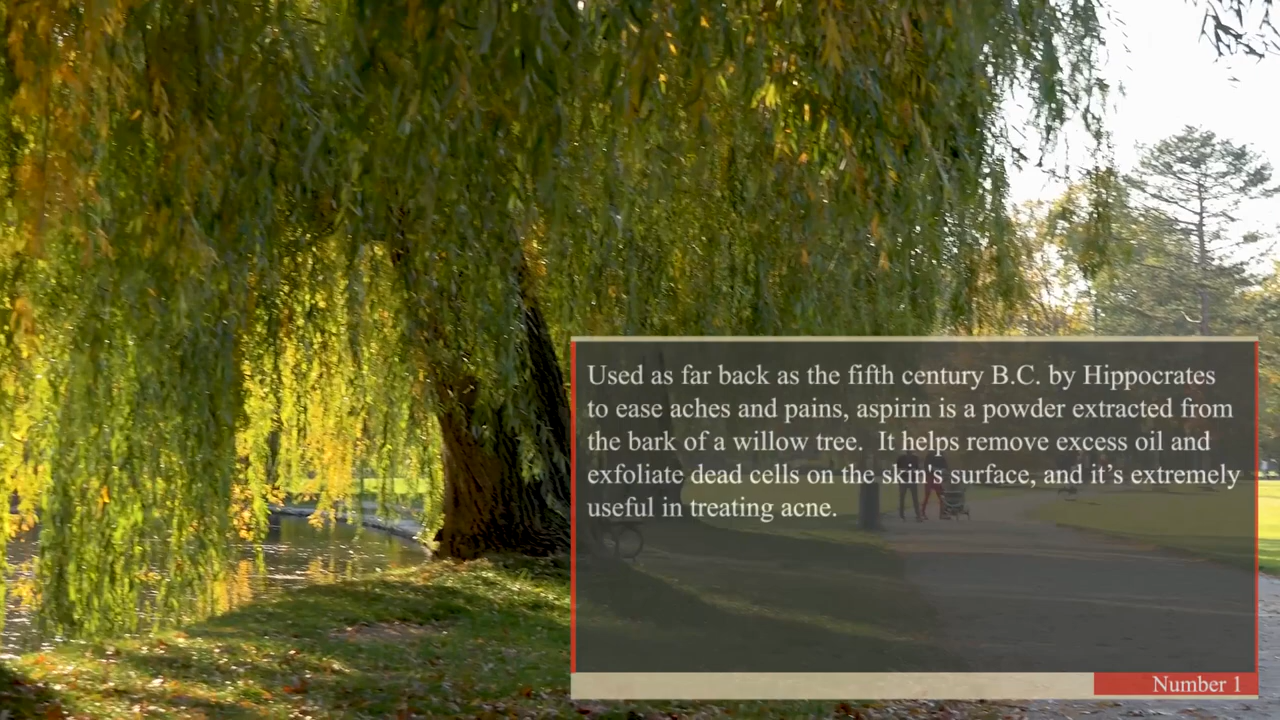 Used as far back as the fifth century B.C. by Hippocrates
to ease aches and pains, aspirin is a powder extracted from
the bark of a willow tree.  It helps remove excess oil and
exfoliate dead cells on the skin's surface, and it’s extremely
useful in treating acne.
Number 1